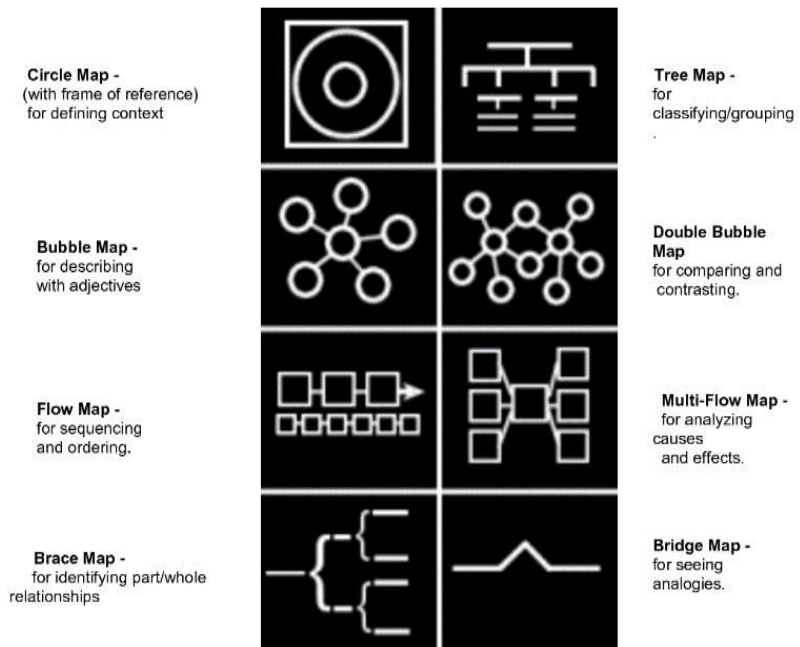 Circle Map -
(with frame of reference)
for defining context
Tree Map -
for
classifying/grouping
.
Bubble Map -
for describing
with adjectives
Double Bubble
Map
for comparing and
contrasting.
Flow Map -
for sequencing
and ordering.
Multi-Flow Map -
for analyzing
causes
and effects.
Brace Map -
for identifying part/whole
relationships
Bridge Map -
for seeing
analogies.